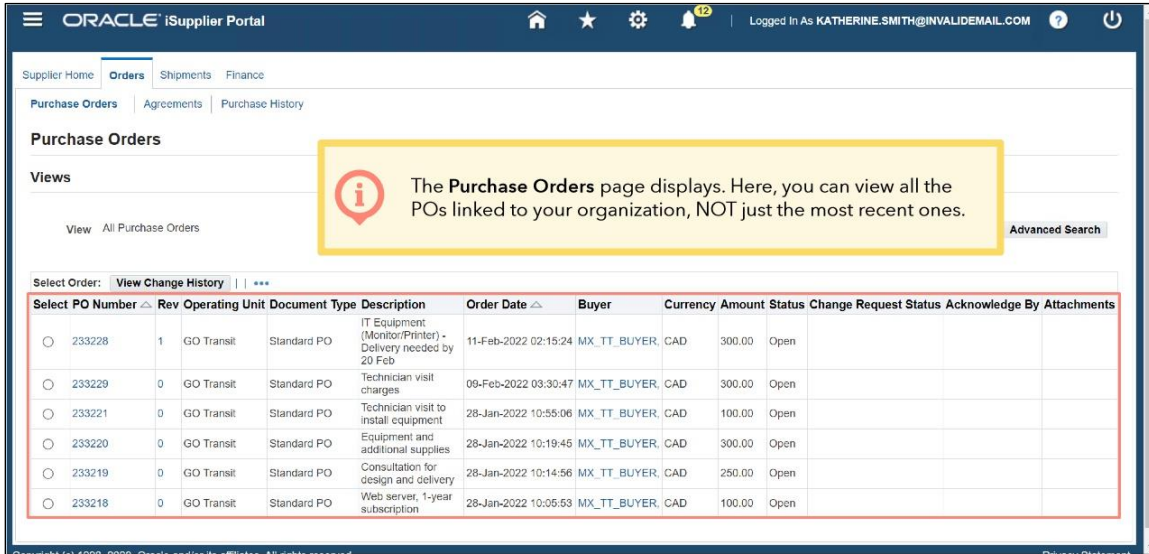 ORACLE iSupplier Portal
12
Logged In As KATHERINE.SMITH@INVALIDEMAIL.COM
?
Supplier Home Orders Shipments Finance
Purchase Orders Agreements Purchase History
Purchase Orders
The Purchase Orders page displays. Here, you can view all the
POs linked to your organization, NOT just the most recent ones.
Views
View All Purchase Orders
Advanced Search
Select Order: View Change History | | •••
Select PO Number Rev Operating Unit Document Type Description Order Date Buyer Currency Amount Status Change Request Status Acknowledge By Attachments
233228 1 GO Transit Standard PO IT Equipment
(Monitor/Printer) -
Delivery needed by
20 Feb
11-Feb-2022 02:15:24 MX_TT_BUYER, CAD 300.00 Open
233229 0 GO Transit Standard PO Technician visit
charges
09-Feb-2022 03:30:47 MX_TT_BUYER, CAD 300.00 Open
233221 0 GO Transit Standard PO Technician visit to
install equipment
28-Jan-2022 10:55:06 MX_TT_BUYER, CAD 100.00 Open
233220 0 GO Transit Standard PO Equipment and
additional supplies
28-Jan-2022 10:19:45 MX_TT_BUYER, CAD 300.00 Open
233219 0 GO Transit Standard PO Consultation for
design and delivery
28-Jan-2022 10:14:56 MX_TT_BUYER, CAD 250.00 Open
233218 0 GO Transit Standard PO Web server, 1-year
subscription
28-Jan-2022 10:05:53 MX_TT_BUYER, CAD 100.00 Open
Privacy Statement